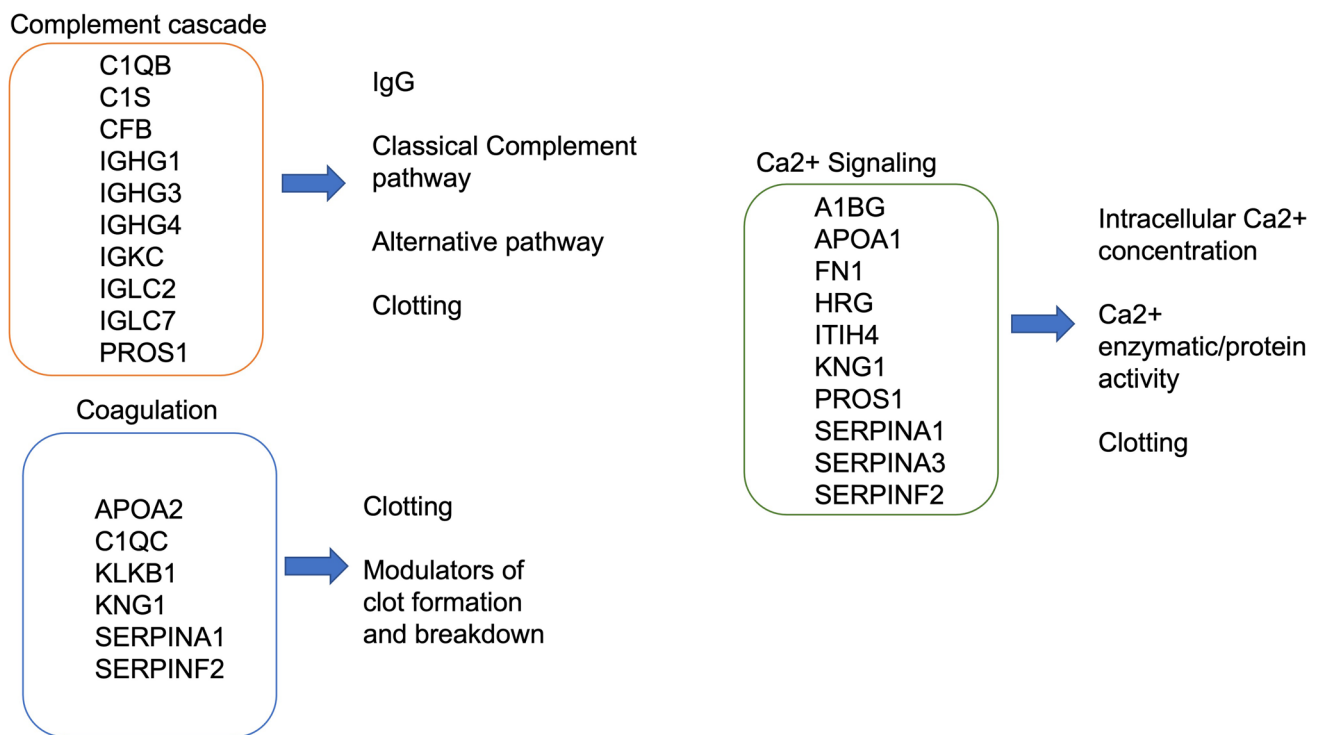 Complement cascade
C1QB
C1S
CFB
IGHG1
IGHG3
IGHG4
IGKC
IGLC2
IGLC7
PROS1
IgG
Classical Complement
pathway
Alternative pathway
Clotting
Coagulation
APOA2
C1QC
KLKB1
KNG1
SERPINA1
SERPINF2
Clotting
Modulators of
clot formation
and breakdown
Ca2+ Signaling
A1BG
APOA1
FN1
HRG
ITIH4
KNG1
PROS1
SERPINA1
SERPINA3
SERPINF2
Intracellular Ca2+
concentration
Ca2+
enzymatic/protein
activity
Clotting